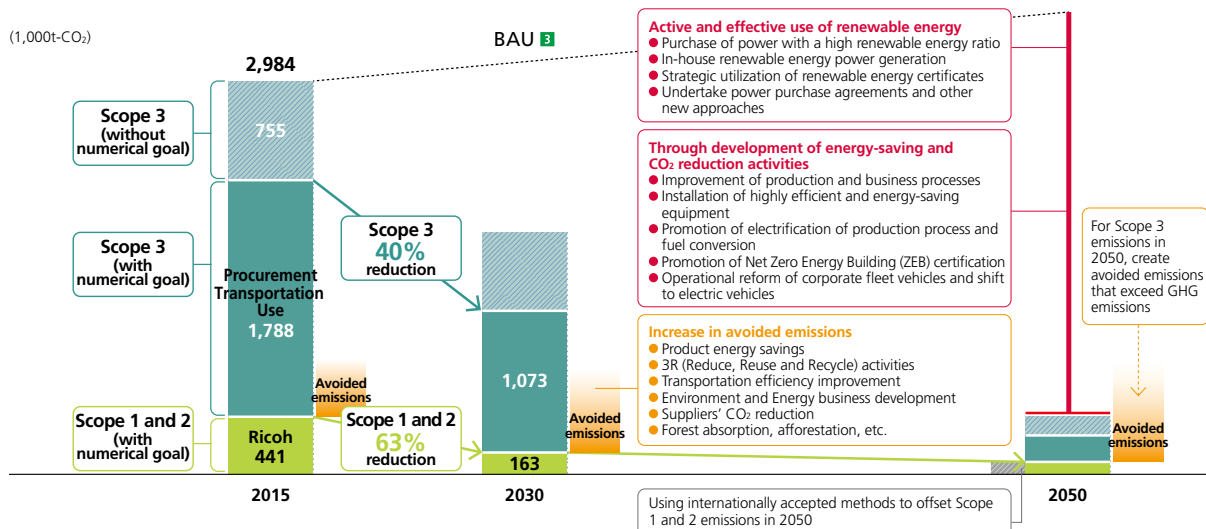 (1,000t-CO₂)
BAU 3
2,984
755
Scope 3
(without
numerical goal)
Scope 3
(with
numerical goal)
Procurement
Transportation
Use
1,788
Avoided
emissions
Scope 1 and 2
(with
numerical goal)
Ricoh
441
2015
Scope 3
40%
reduction
Scope 1 and 2
63%
reduction
1,073
163
Avoided
emissions
2030
Active and effective use of renewable energy
● Purchase of power with a high renewable energy ratio
● In-house renewable energy power generation
● Strategic utilization of renewable energy certificates
● Undertake power purchase agreements and other
new approaches
Through development of energy-saving and
CO₂ reduction activities
● Improvement of production and business processes
● Installation of highly efficient and energy-saving
equipment
● Promotion of electrification of production process and
fuel conversion
● Promotion of Net Zero Energy Building (ZEB) certification
● Operational reform of corporate fleet vehicles and shift
to electric vehicles
Increase in avoided emissions
● Product energy savings
● 3R (Reduce, Reuse and Recycle) activities
● Transportation efficiency improvement
● Environment and Energy business development
● Suppliers' CO₂ reduction
● Forest absorption, afforestation, etc.
For Scope 3
emissions in
2050, create
avoided emissions
that exceed GHG
emissions
Avoided
emissions
2050
Using internationally accepted methods to offset Scope
1 and 2 emissions in 2050